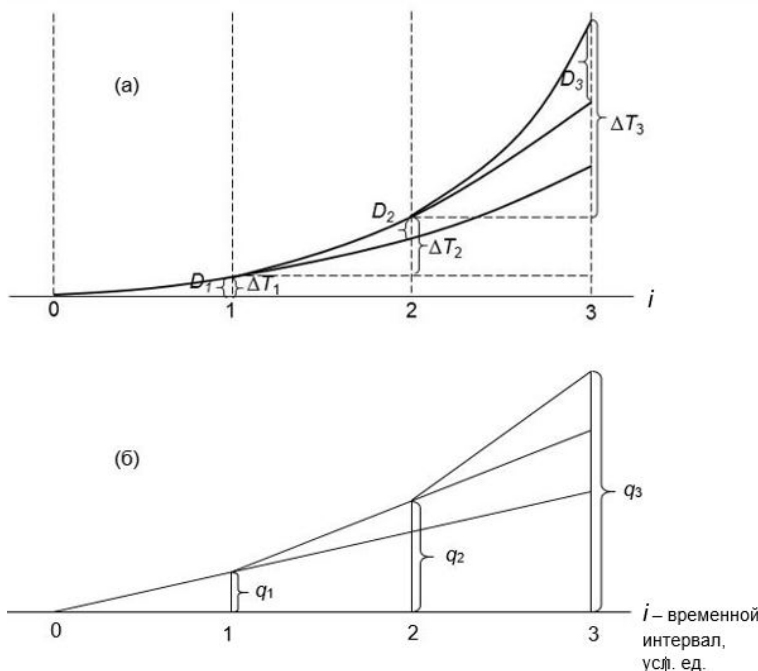 (а)
D₃
ΔT₃
D₂
ΔT₂
D₁
ΔT₁
0
1
2
3
i
(б)
q₃
q₂
q₁
0
1
2
3
i – временной
интервал,
усл. ед.